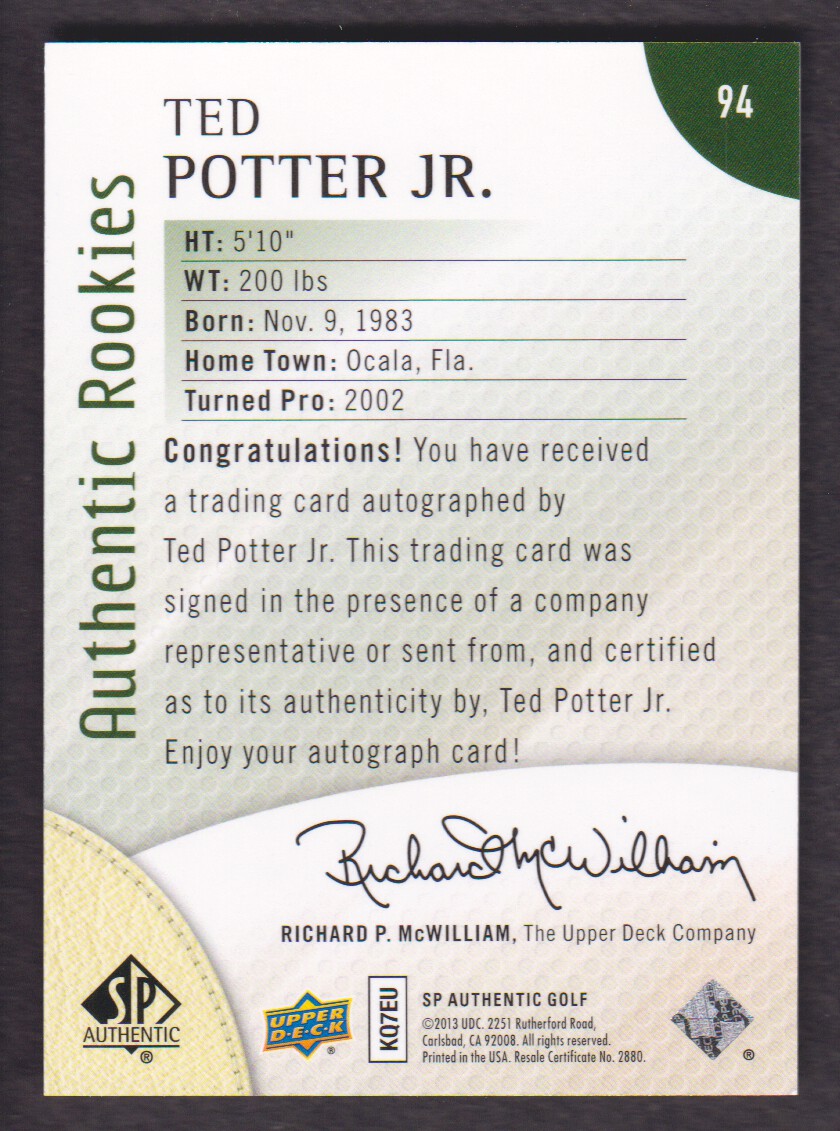 94
TED
POTTER JR.
Authentic Rookies
HT: 5'10"
WT: 200 lbs
Born: Nov. 9, 1983
Home Town: Ocala, Fla.
Turned Pro: 2002
Congratulations! You have received
a trading card autographed by
Ted Potter Jr. This trading card was
signed in the presence of a company
representative or sent from, and certified
as to its authenticity by, Ted Potter Jr.
Enjoy your autograph card!
Richard McWilliam
RICHARD P. McWILLIAM, The Upper Deck Company
SP
AUTHENTIC
®
UPPER
D·E·C·K
®
KQ7EU
SP AUTHENTIC GOLF
©2013 UDC. 2251 Rutherford Road,
Carlsbad, CA 92008. All rights reserved.
Printed in the USA. Resale Certificate No. 2880.
®